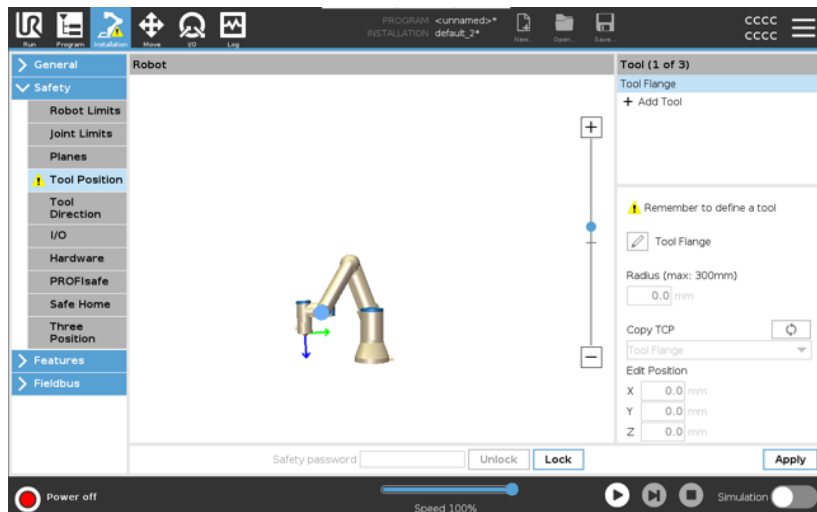 PROGRAM <unnamed>*
INSTALLATION default_2*
CCCC
CCCC
Run Program Installation Move I/O Log New... Open... Save...
General
Safety
Robot Limits
Joint Limits
Planes
Tool Position
Tool
Direction
I/O
Hardware
PROFIsafe
Safe Home
Three
Position
Features
Fieldbus
Robot
Tool (1 of 3)
Tool Flange
+ Add Tool
Remember to define a tool
Tool Flange
Radius (max: 300mm)
0.0 mm
Copy TCP
Tool Flange
Edit Position
X 0.0 mm
Y 0.0 mm
Z 0.0 mm
Safety password Unlock Lock
Apply
Power off
Speed 100%
Simulation